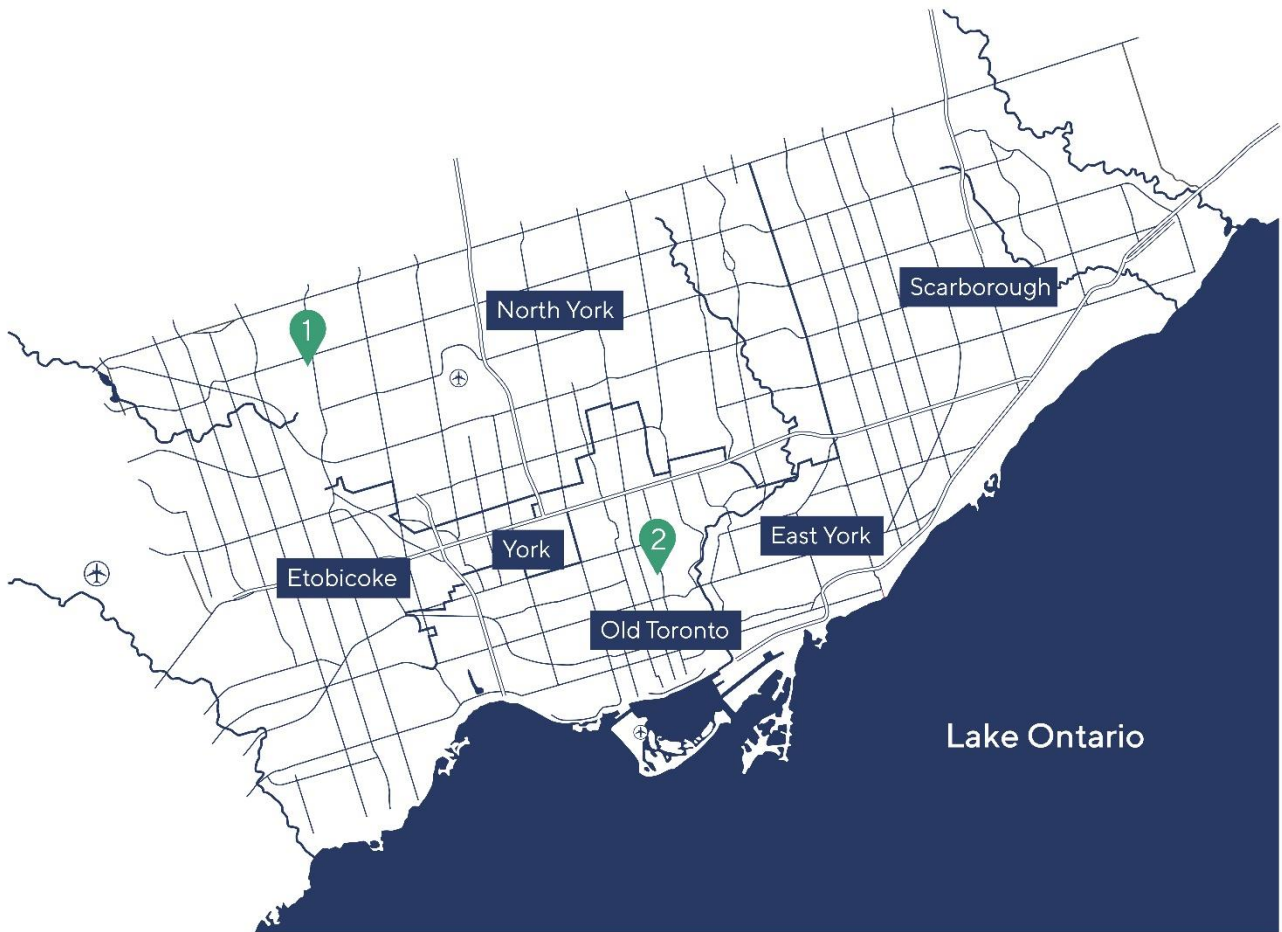 Scarborough
North York
1
2
East York
York
Etobicoke
Old Toronto
Lake Ontario